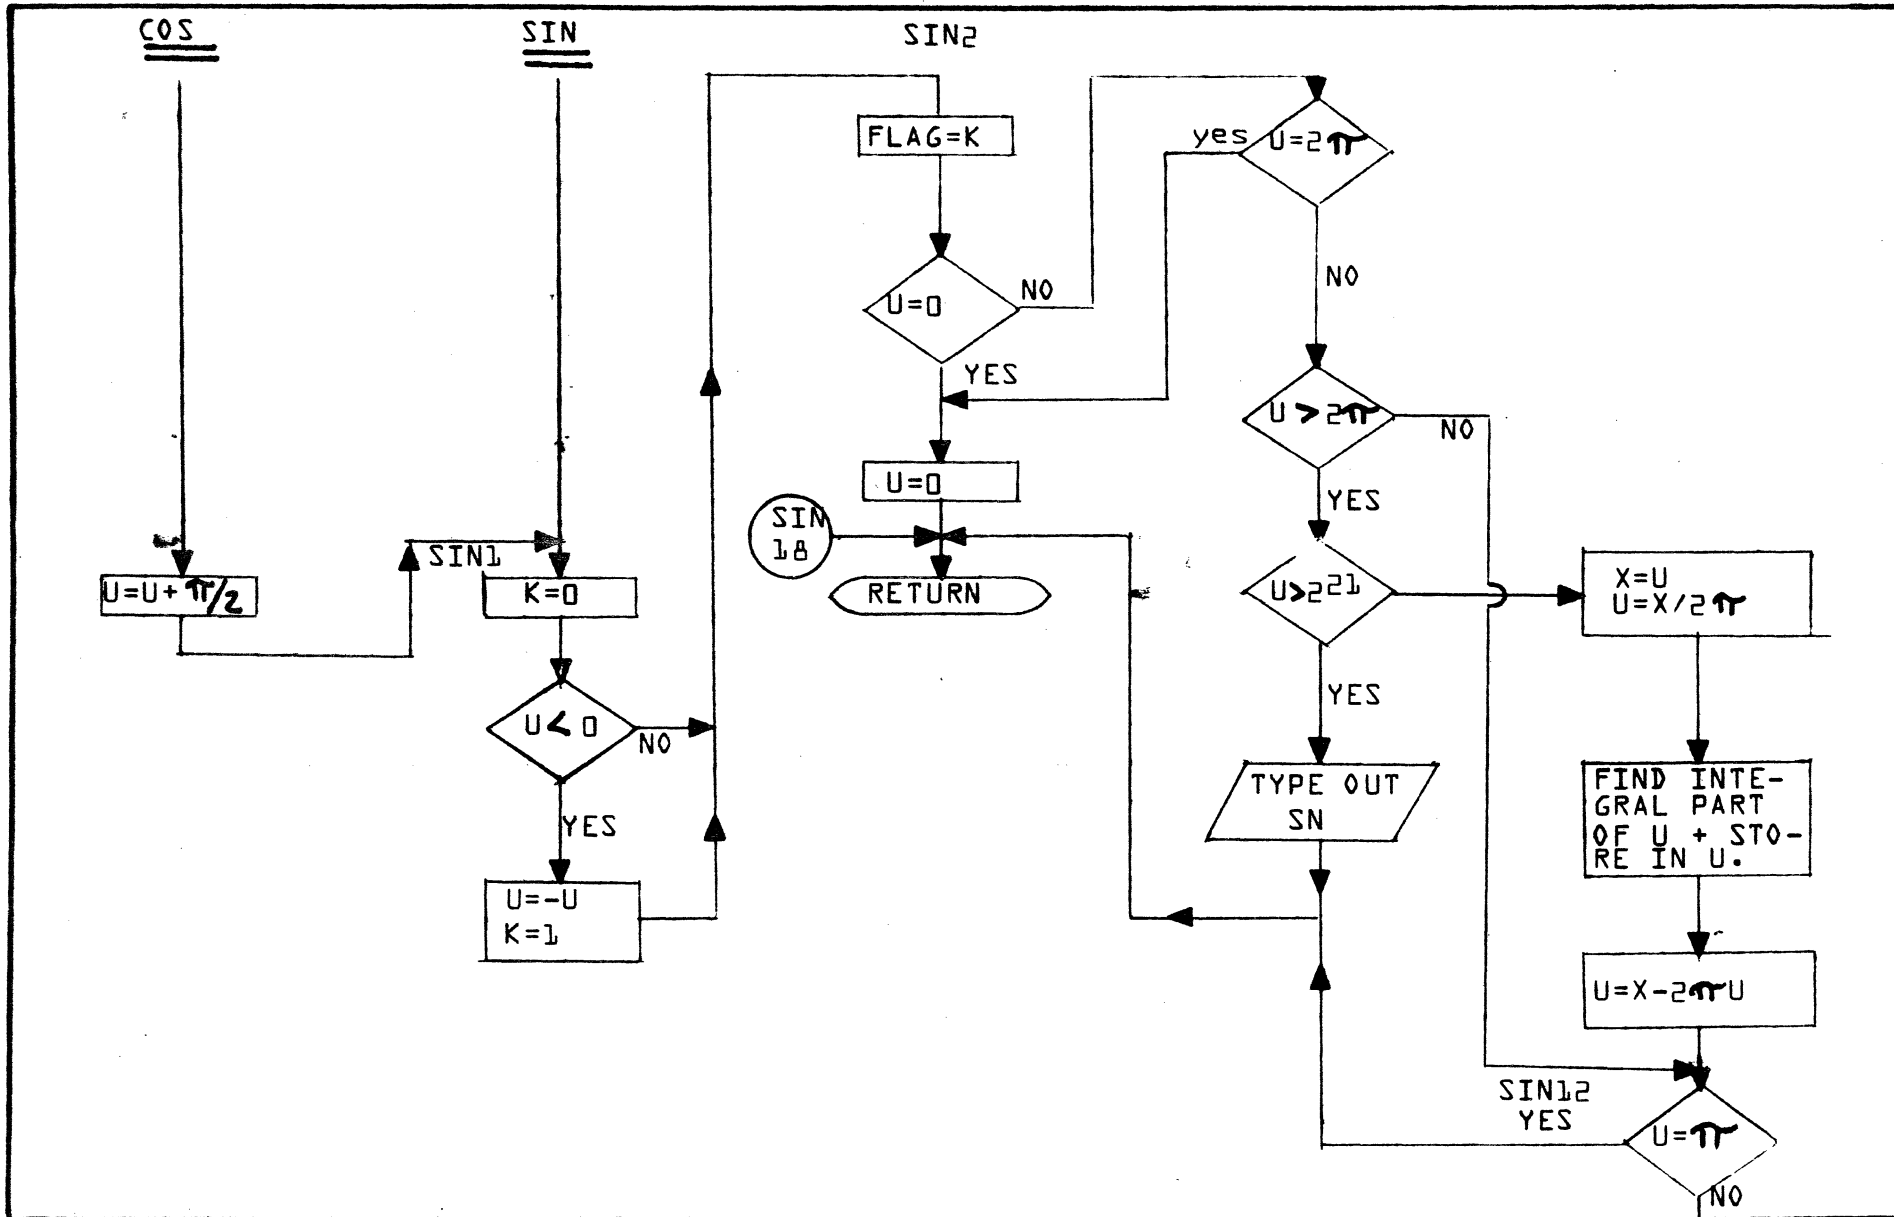 COS
SIN
SIN2
FLAG=K
yes
U=2π
NO
U=0
NO
YES
U>2π
NO
U=0
YES
SIN
18
SIN1
U=U+π/2
K=0
RETURN
U>2²¹
X=U
U=X/2π
YES
U<0
NO
TYPE OUT
SN
FIND INTE-
GRAL PART
OF U + STO-
RE IN U.
YES
U=-U
K=1
U=X-2πU
SIN12
YES
U=π
NO